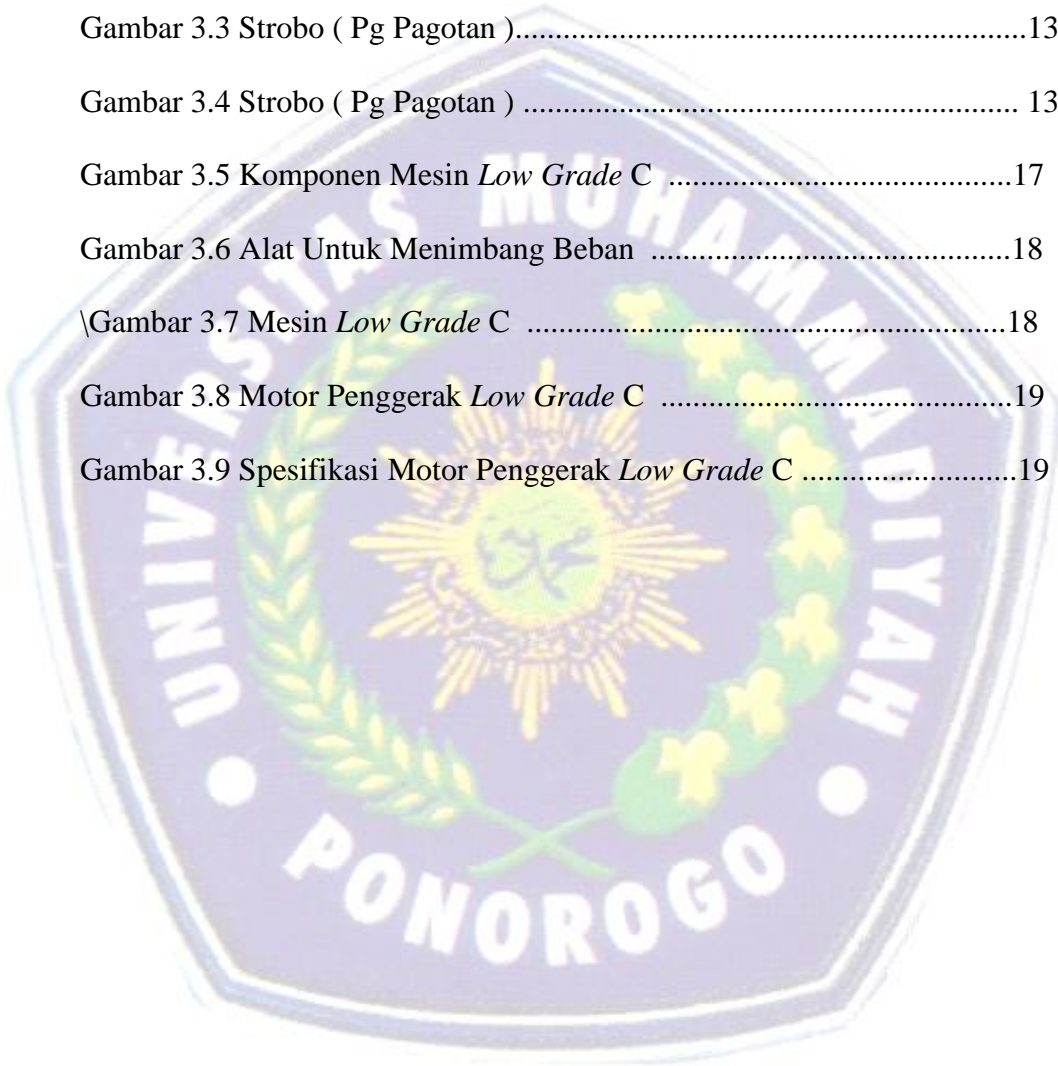 Gambar 3.3 Strobo ( Pg Pagotan )................................................................13
Gambar 3.4 Strobo ( Pg Pagotan ) .............................................................. 13
Gambar 3.5 Komponen Mesin Low Grade C ...........................................17
Gambar 3.6 Alat Untuk Menimbang Beban .............................................18
\Gambar 3.7 Mesin Low Grade C ............................................................18
Gambar 3.8 Motor Penggerak Low Grade C ............................................19
Gambar 3.9 Spesifikasi Motor Penggerak Low Grade C ..............................19
UNIVERSITAS MUHAMMADIYAH
PONOROGO